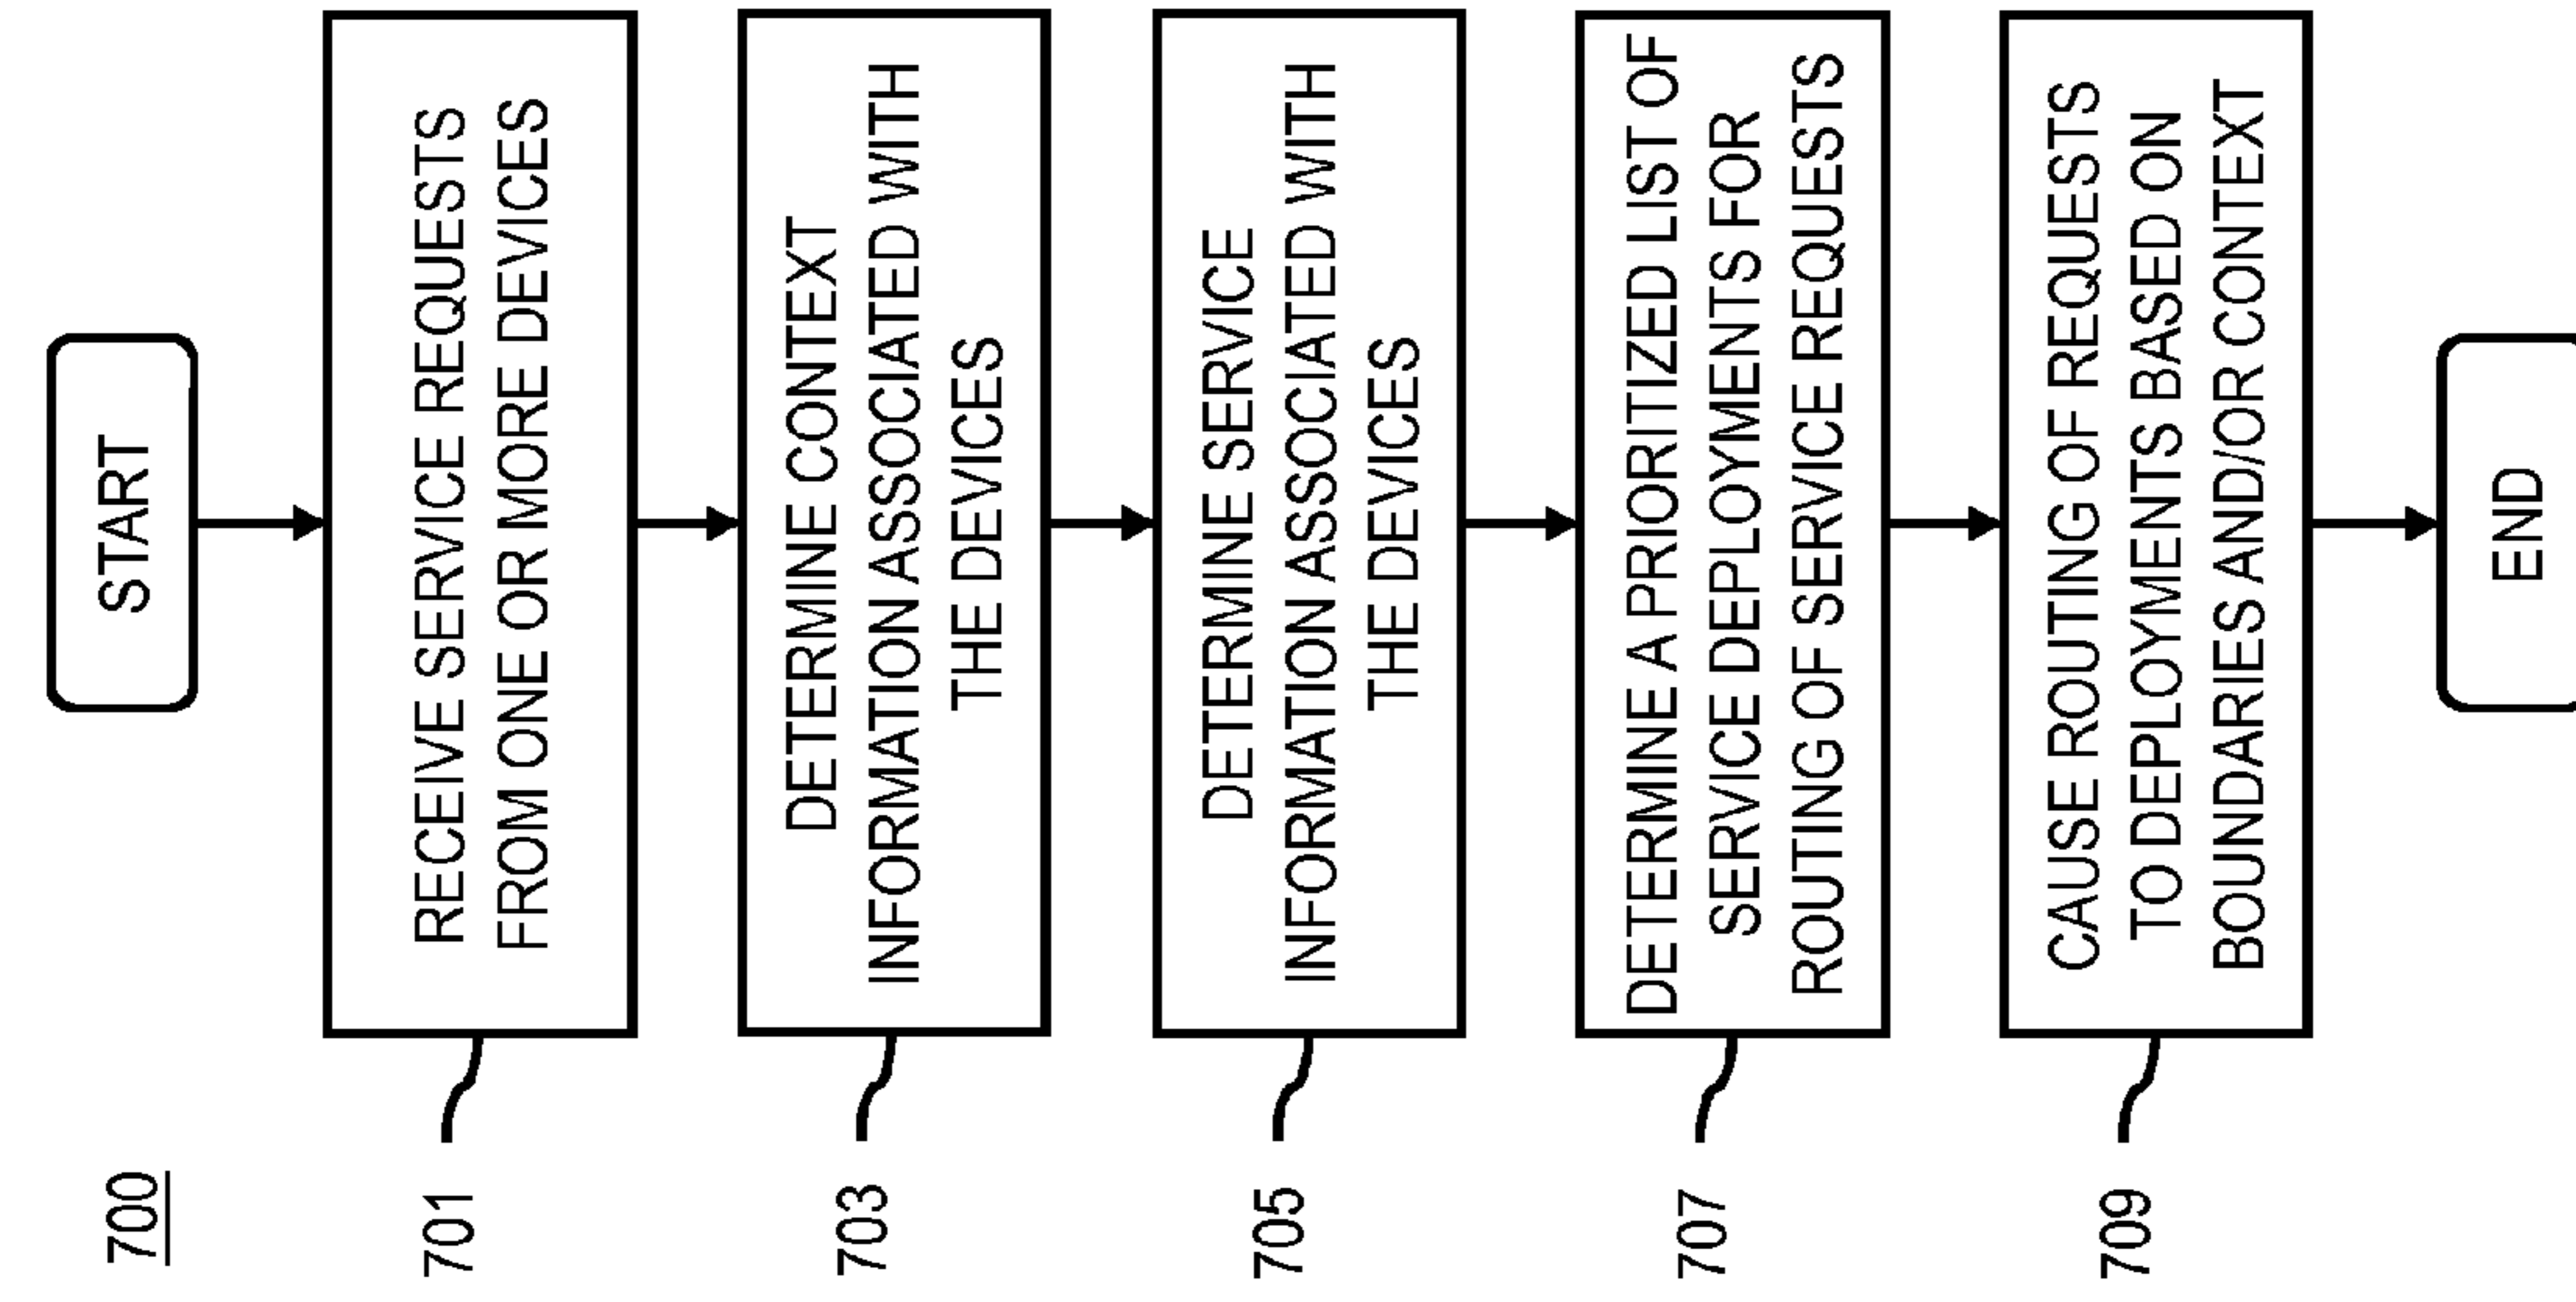 700
START
701
RECEIVE SERVICE REQUESTS
FROM ONE OR MORE DEVICES
703
DETERMINE CONTEXT
INFORMATION ASSOCIATED WITH
THE DEVICES
705
DETERMINE SERVICE
INFORMATION ASSOCIATED WITH
THE DEVICES
707
DETERMINE A PRIORITIZED LIST OF
SERVICE DEPLOYMENTS FOR
ROUTING OF SERVICE REQUESTS
709
CAUSE ROUTING OF REQUESTS
TO DEPLOYMENTS BASED ON
BOUNDARIES AND/OR CONTEXT
END